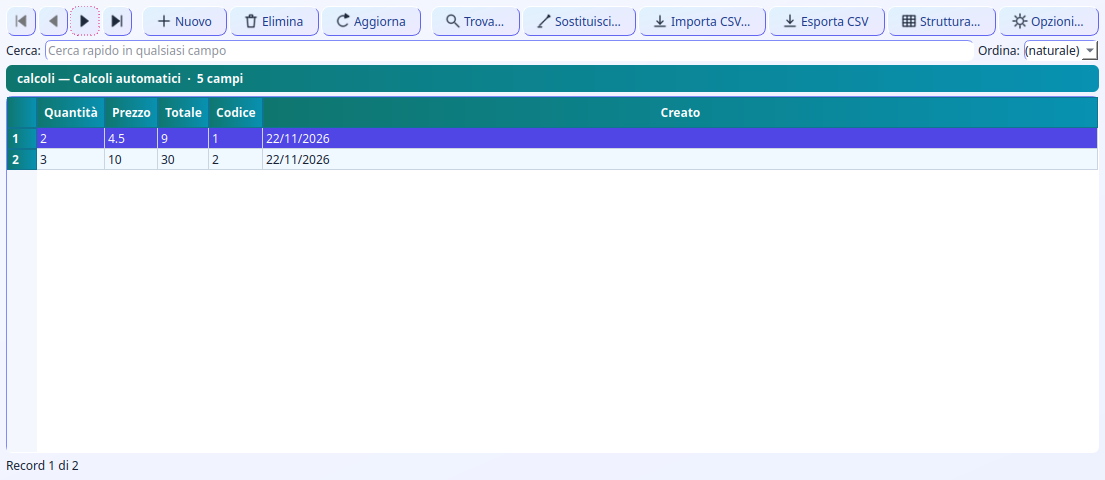 Nuovo Elimina Aggiorna Trova... Sostituisci... Importa CSV... Esporta CSV Struttura... Opzioni...
Cerca: Cerca rapido in qualsiasi campo Ordina: (naturale)
calcoli — Calcoli automatici · 5 campi
Quantità Prezzo Totale Codice Creato
1 2 4.5 9 1 22/11/2026
2 3 10 30 2 22/11/2026
Record 1 di 2